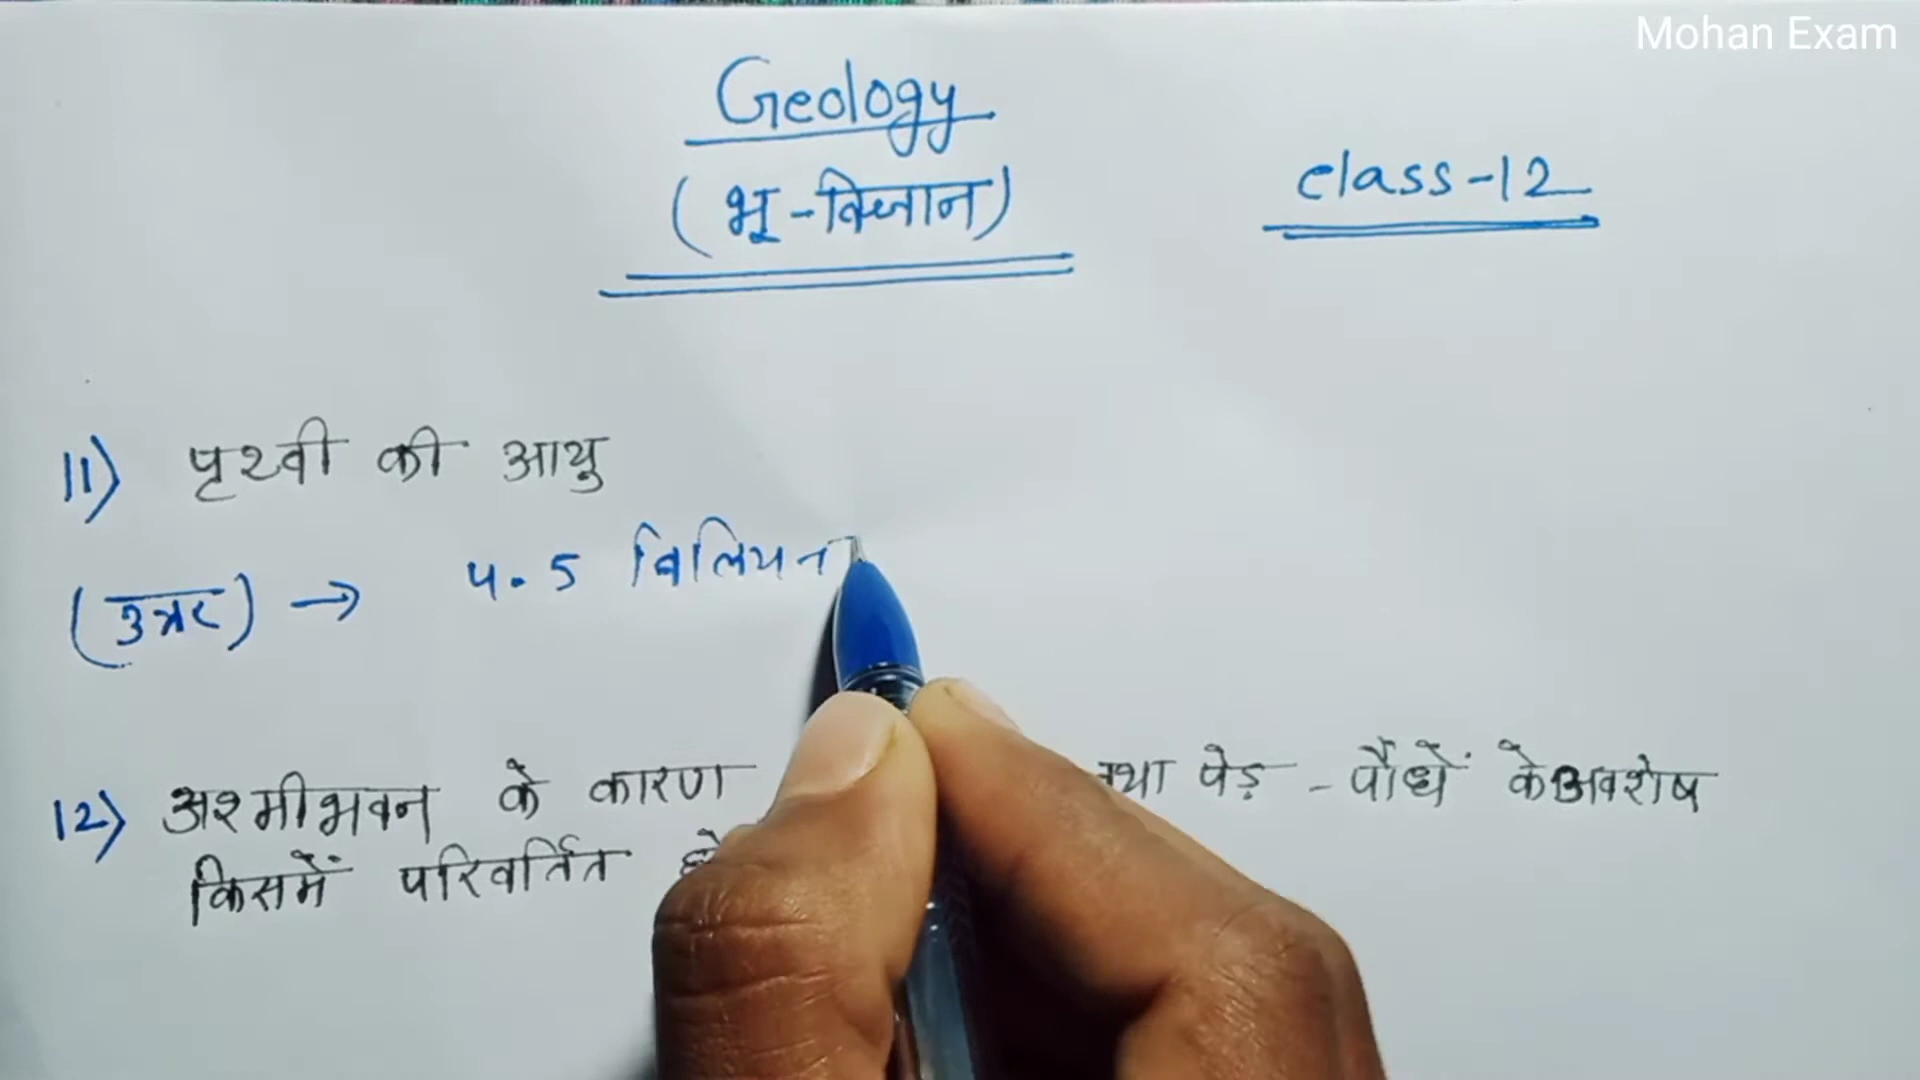 Mohan Exam
Geology
(भू-विज्ञान)
class-12
11) पृथ्वी की आयु
(उत्तर) → 4.5 बिलियन
12) अश्मीभवन के कारण तथा पेड़-पौधें के अवशेष
किसमें परिवर्तित